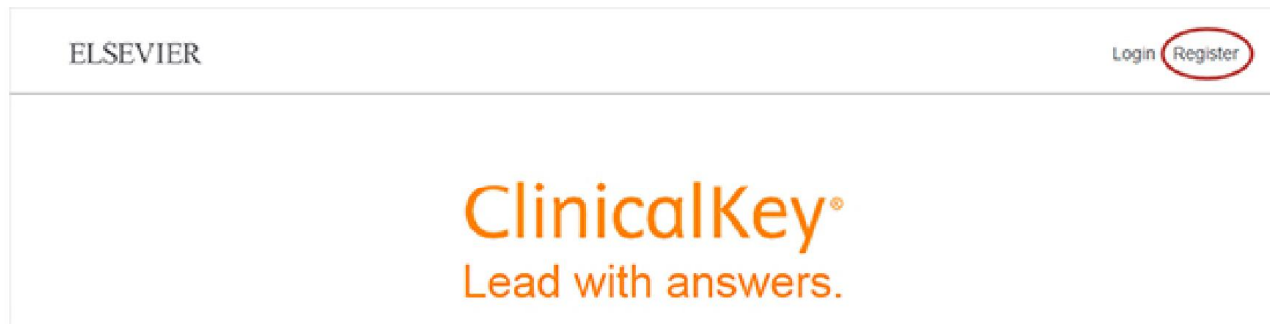 ELSEVIER
Login Register
ClinicalKey®
Lead with answers.